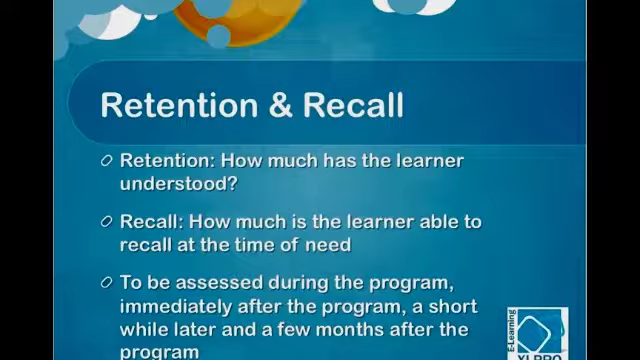 Retention & Recall
Retention: How much has the learner
understood?
Recall: How much is the learner able to
recall at the time of need
To be assessed during the program,
immediately after the program, a short
while later and a few months after the
program
E-Learning